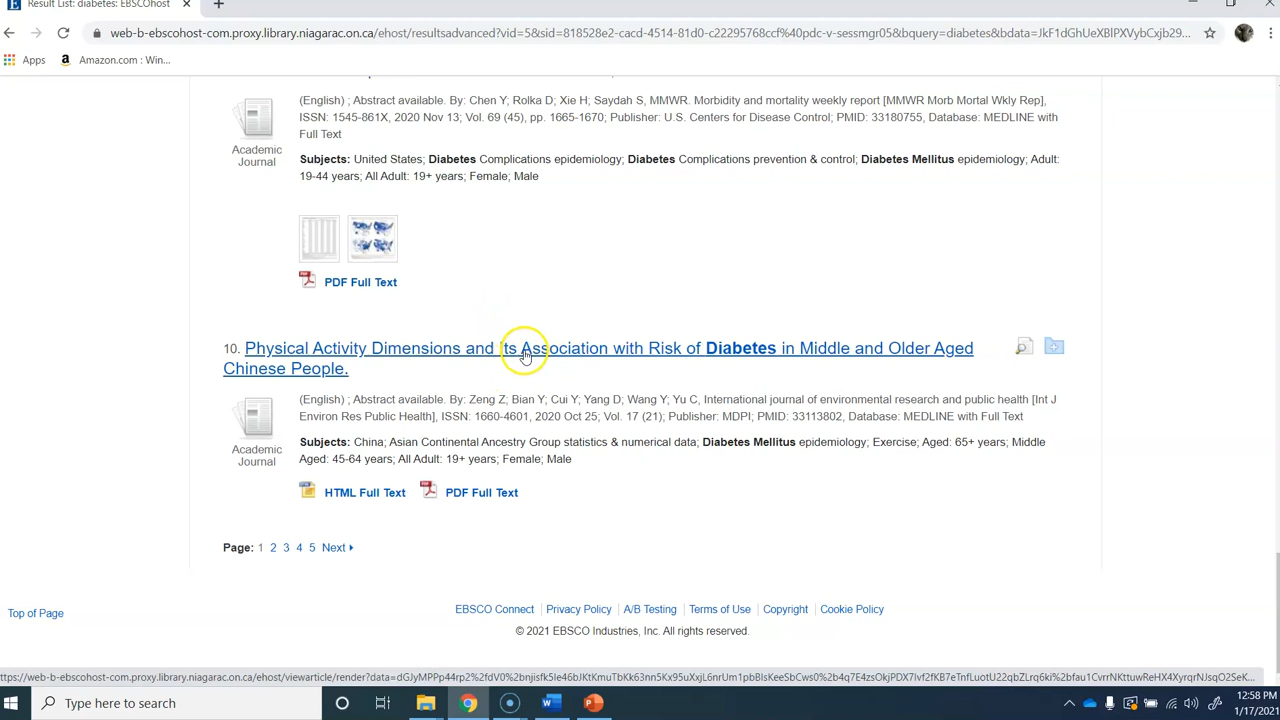 Result List: diabetes: EBSCOhost
web-b-ebscohost-com.proxy.library.niagarac.on.ca/ehost/resultsadvanced?vid=5&sid=818528e2-cacd-4514-81d0-c22295768ccf%40pdc-v-sessmgr05&bquery=diabetes&bdata=JkF1dGhUeXBlPXVybCxjb29...
Apps
Amazon.com : Win...
(English) ; Abstract available. By: Chen Y; Rolka D; Xie H; Saydah S, MMWR. Morbidity and mortality weekly report [MMWR Morb Mortal Wkly Rep],
ISSN: 1545-861X, 2020 Nov 13; Vol. 69 (45), pp. 1665-1670; Publisher: U.S. Centers for Disease Control; PMID: 33180755, Database: MEDLINE with
Full Text
Academic
Journal
Subjects: United States; Diabetes Complications epidemiology; Diabetes Complications prevention & control; Diabetes Mellitus epidemiology; Adult:
19-44 years; All Adult: 19+ years; Female; Male
PDF Full Text
10. Physical Activity Dimensions and Its Association with Risk of Diabetes in Middle and Older Aged
Chinese People.
(English) ; Abstract available. By: Zeng Z; Bian Y; Cui Y; Yang D; Wang Y; Yu C, International journal of environmental research and public health [Int J
Environ Res Public Health], ISSN: 1660-4601, 2020 Oct 25; Vol. 17 (21); Publisher: MDPI; PMID: 33113802, Database: MEDLINE with Full Text
Academic
Journal
Subjects: China; Asian Continental Ancestry Group statistics & numerical data; Diabetes Mellitus epidemiology; Exercise; Aged: 65+ years; Middle
Aged: 45-64 years; All Adult: 19+ years; Female; Male
HTML Full Text
PDF Full Text
Page: 1 2 3 4 5 Next
Top of Page
EBSCO Connect Privacy Policy A/B Testing Terms of Use Copyright Cookie Policy
© 2021 EBSCO Industries, Inc. All rights reserved.
Type here to search
12:58 PM
1/17/2021